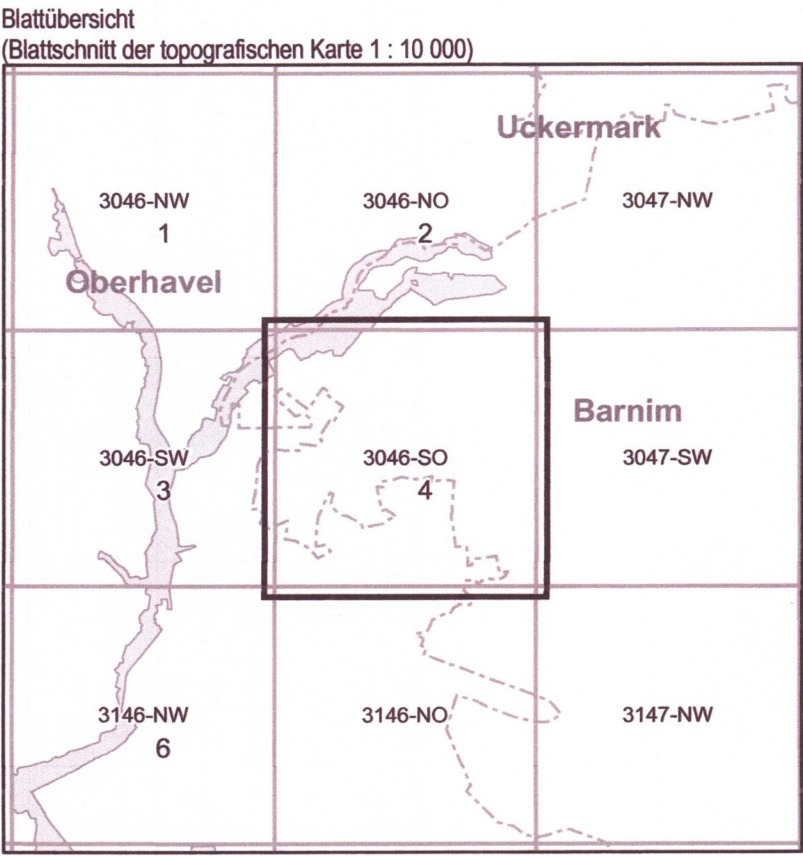 Blattübersicht
(Blattschnitt der topografischen Karte 1 : 10 000)
Uckermark
3046-NW
1
3046-NO
2
3047-NW
Oberhavel
Barnim
3046-SW
3
3046-SO
4
3047-SW
3146-NW
6
3146-NO
3147-NW